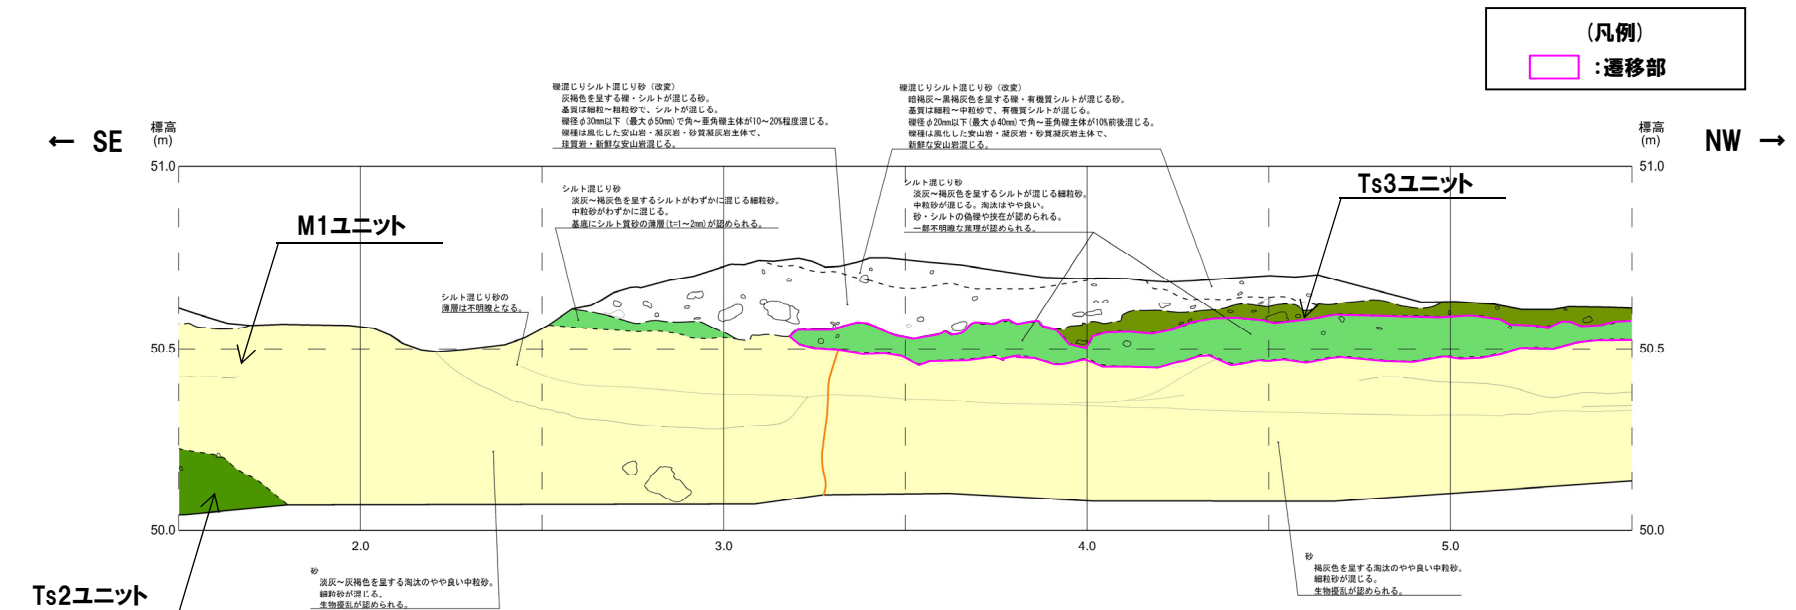 (凡例)
:遷移部
礫混じりシルト混じり砂（改変）
灰褐色を呈する礫・シルトが混じる砂。
基質は細粒～粗粒砂で、シルトが混じる。
礫径φ30mm以下（最大φ50mm）で角～亜角礫主体が10～20%程度混じる。
礫種は風化した安山岩・凝灰岩・砂質凝灰岩主体で、
珪質岩・新鮮な安山岩混じる。
礫混じりシルト混じり砂（改変）
暗褐灰～黒褐灰色を呈する礫・有機質シルトが混じる砂。
基質は細粒～中粒砂で、有機質シルトが混じる。
礫径φ20mm以下(最大φ40mm)で角～亜角礫主体が10%前後混じる。
礫種は風化した安山岩・凝灰岩・砂質凝灰岩主体で、
新鮮な安山岩混じる。
← SE
標高
(m)
標高
(m)
NW →
51.0
51.0
シルト混じり砂
淡灰～褐灰色を呈するシルトがわずかに混じる細粒砂。
中粒砂がわずかに混じる。
基底にシルト質砂の薄層(t=1～2mm)が認められる。
シルト混じり砂
淡灰～褐灰色を呈するシルトが混じる細粒砂。
中粒砂が混じる。淘汰はやや良い。
砂・シルトの偽礫や挟在が認められる。
一部不明瞭な葉理が認められる。
Ts3ユニット
M1ユニット
シルト混じり砂の
薄層は不明瞭となる。
50.5
50.5
50.0
50.0
2.0
3.0
4.0
5.0
Ts2ユニット
砂
淡灰～灰褐色を呈する淘汰のやや良い中粒砂。
細粒砂が混じる。
生物擾乱が認められる。
砂
褐灰色を呈する淘汰のやや良い中粒砂。
細粒砂が混じる。
生物擾乱が認められる。